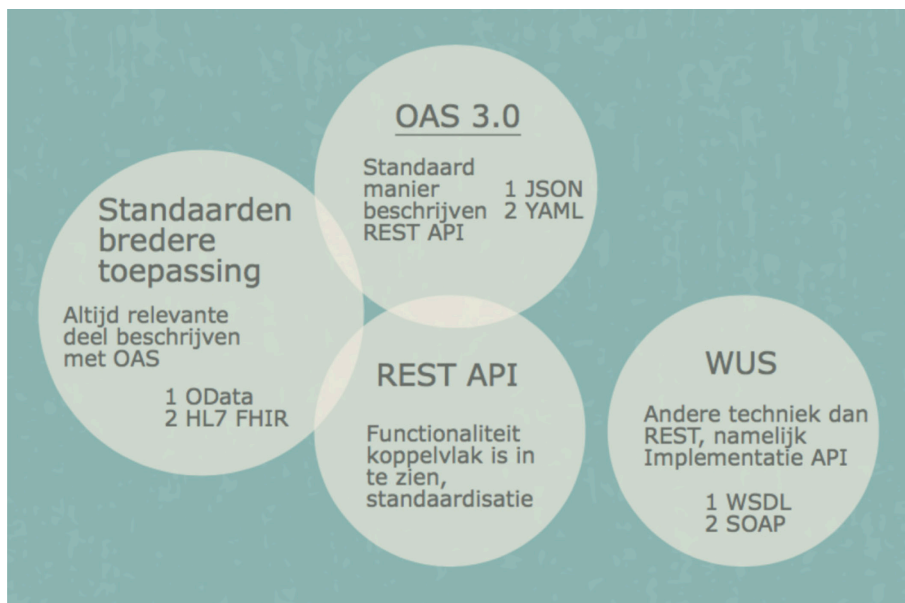 OAS 3.0
Standaard
manier
beschrijven
REST API
1 JSON
2 YAML
Standaarden
bredere
toepassing
Altijd relevante
deel beschrijven
met OAS
1 OData
2 HL7 FHIR
REST API
Functionaliteit
koppelvlak is in
te zien,
standaardisatie
WUS
Andere techniek dan
REST, namelijk
Implementatie API
1 WSDL
2 SOAP